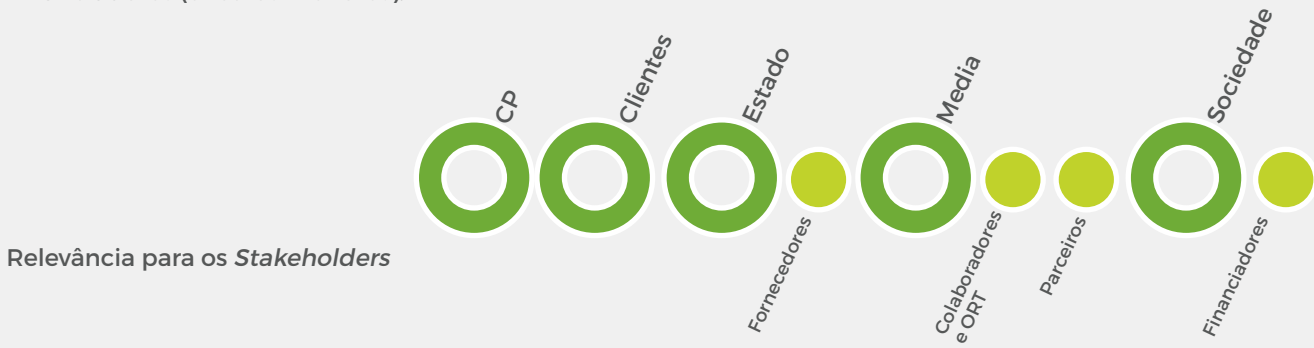 CP
Clientes
Estado
Media
Sociedade
Fornecedores
Colaboradores
e ORT
Parceiros
Financiadores
Relevância para os Stakeholders